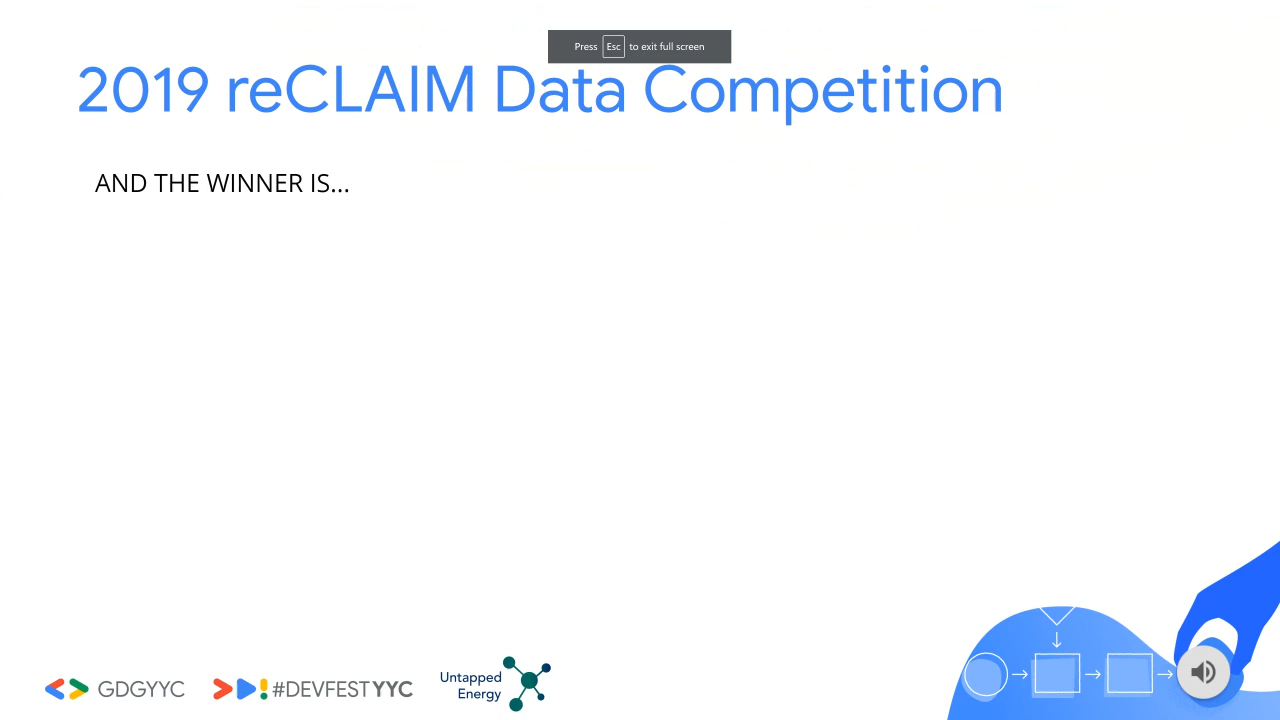 Press Esc to exit full screen
2019 reCLAIM Data Competition
AND THE WINNER IS...
GDGYYC
#DEVFESTYYC
Untapped
Energy